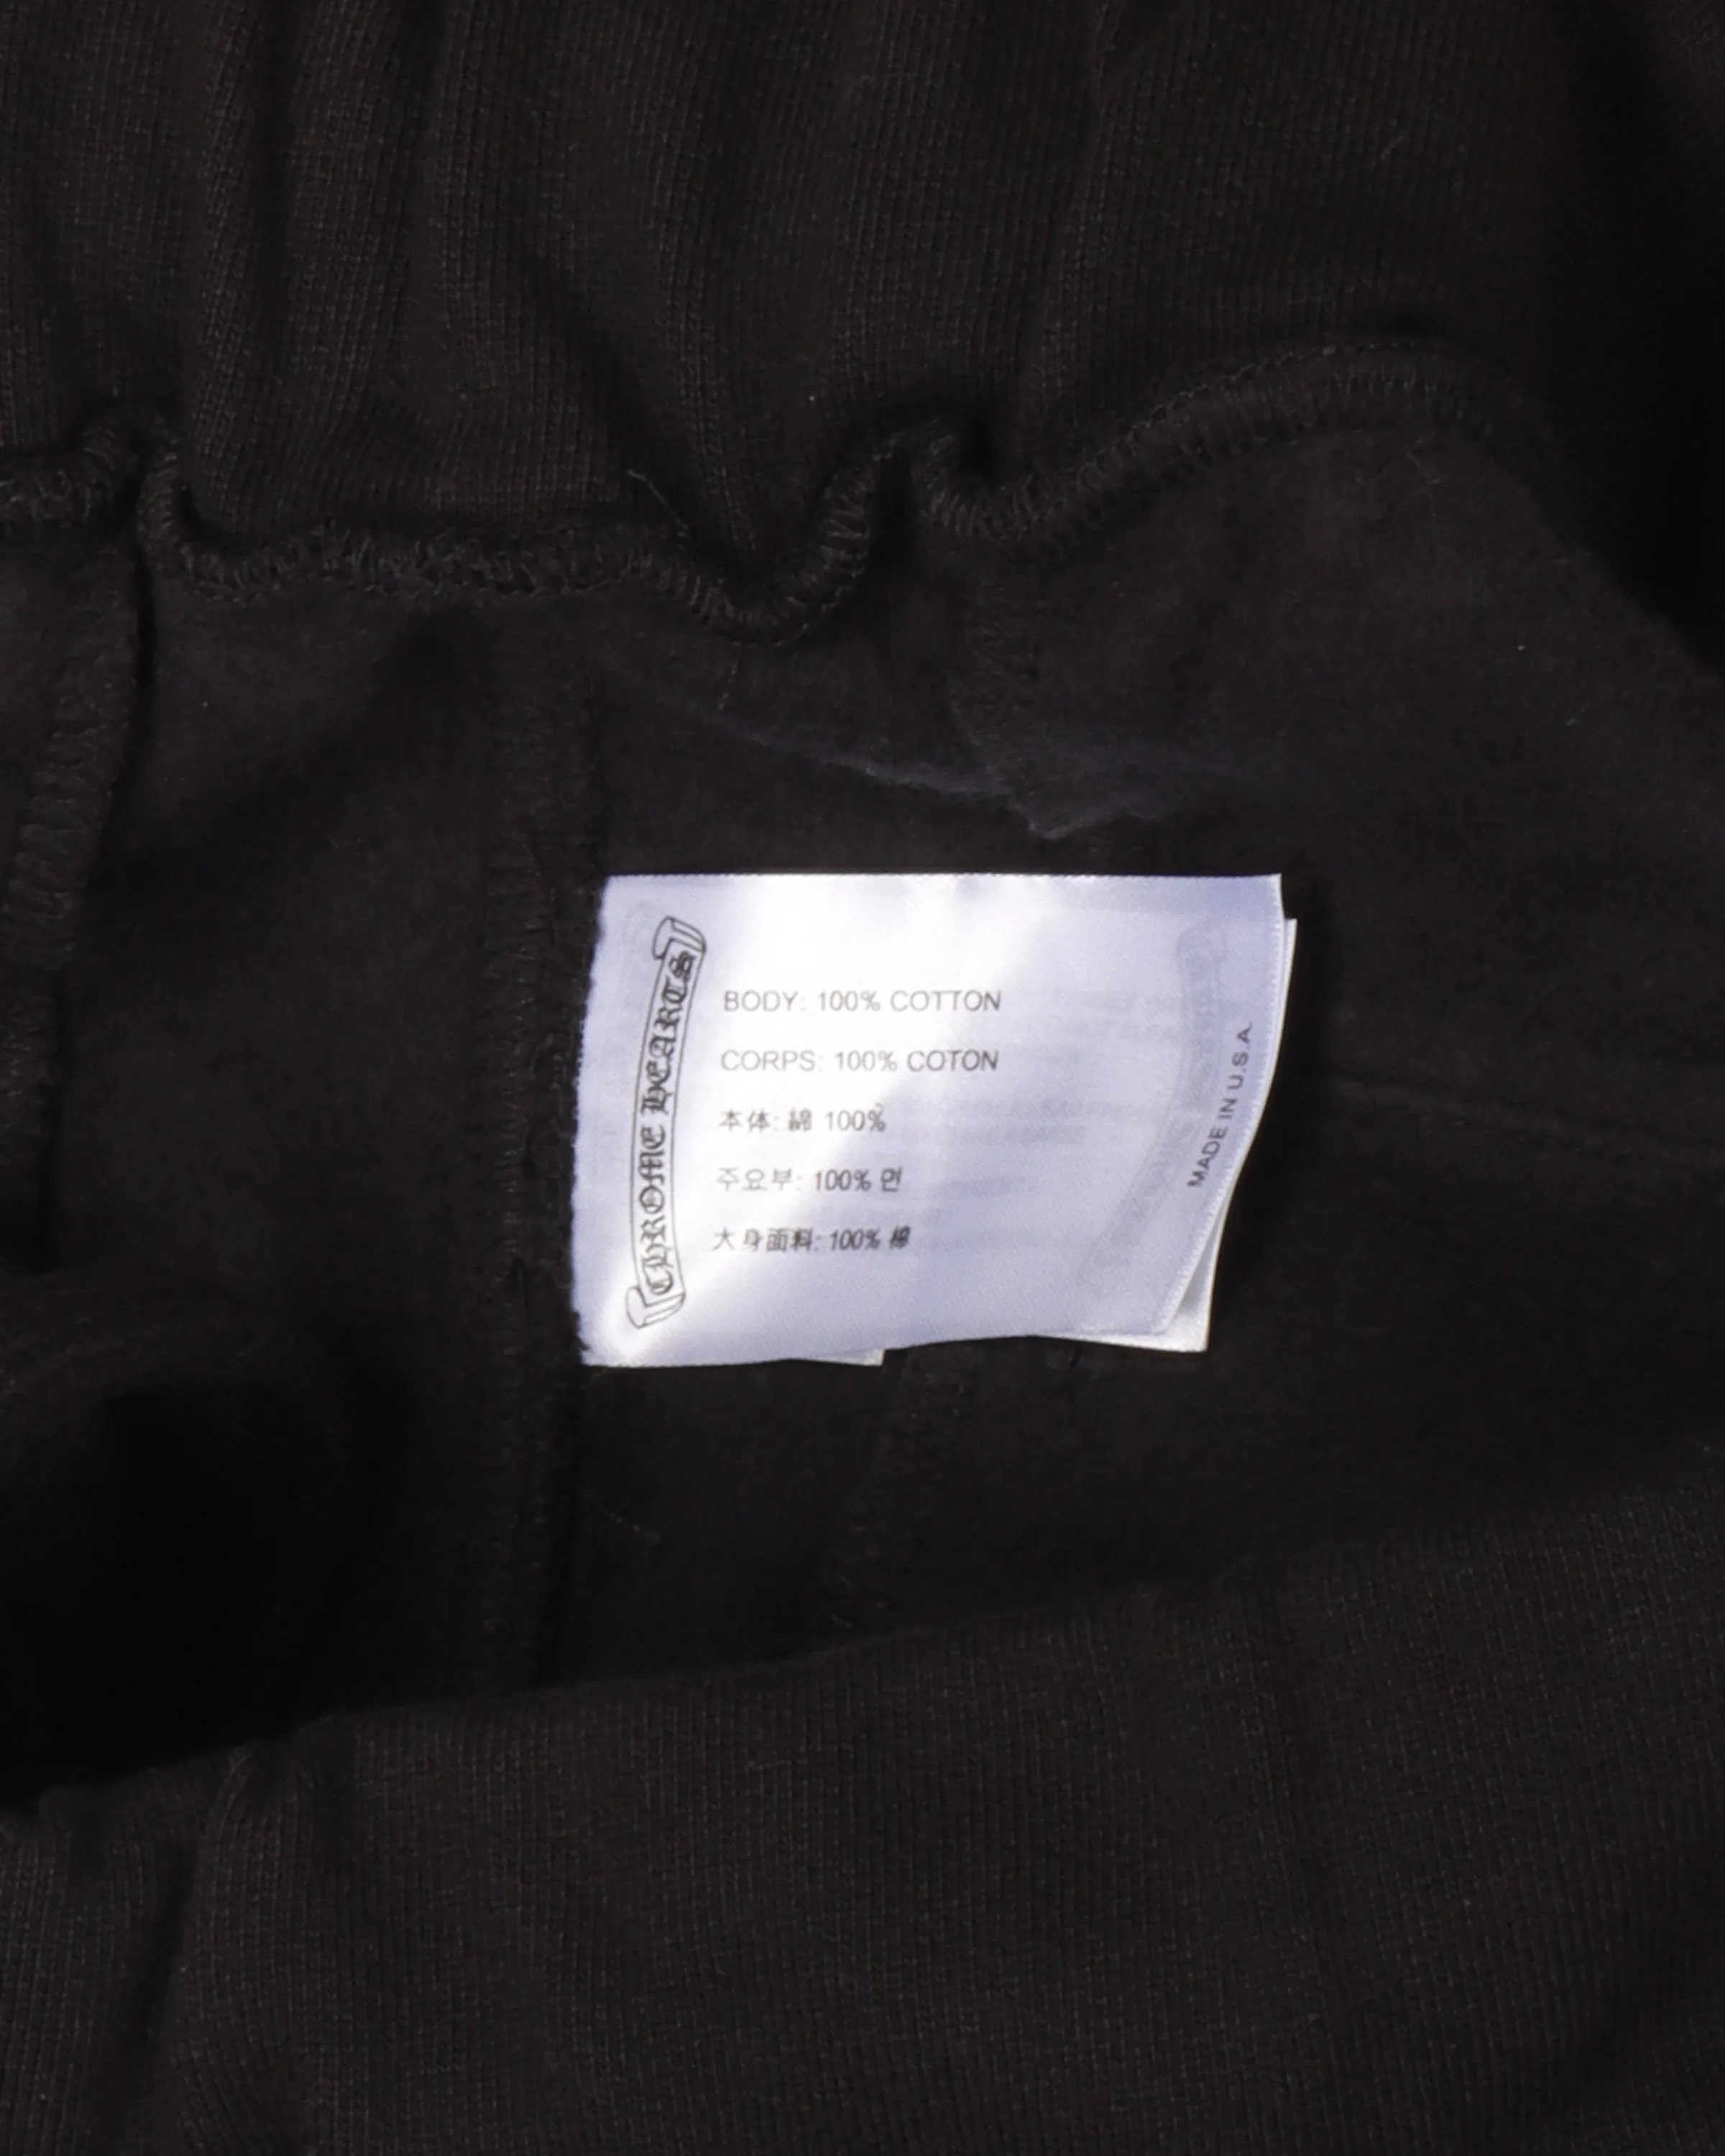 CHROME HEARTS
BODY: 100% COTTON
CORPS: 100% COTON
本体: 綿 100%
주요부: 100% 면
大身面料: 100% 棉
MADE IN U.S.A.